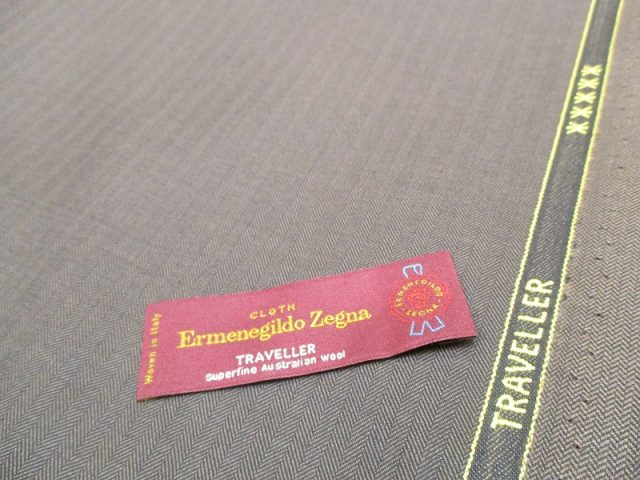 Woven in Italy
CLOTH
Ermenegildo Zegna
TRAVELLER
Superfine Australian Wool
ERMENEGILDO
ZEGNA
TRAVELLER XXXXX